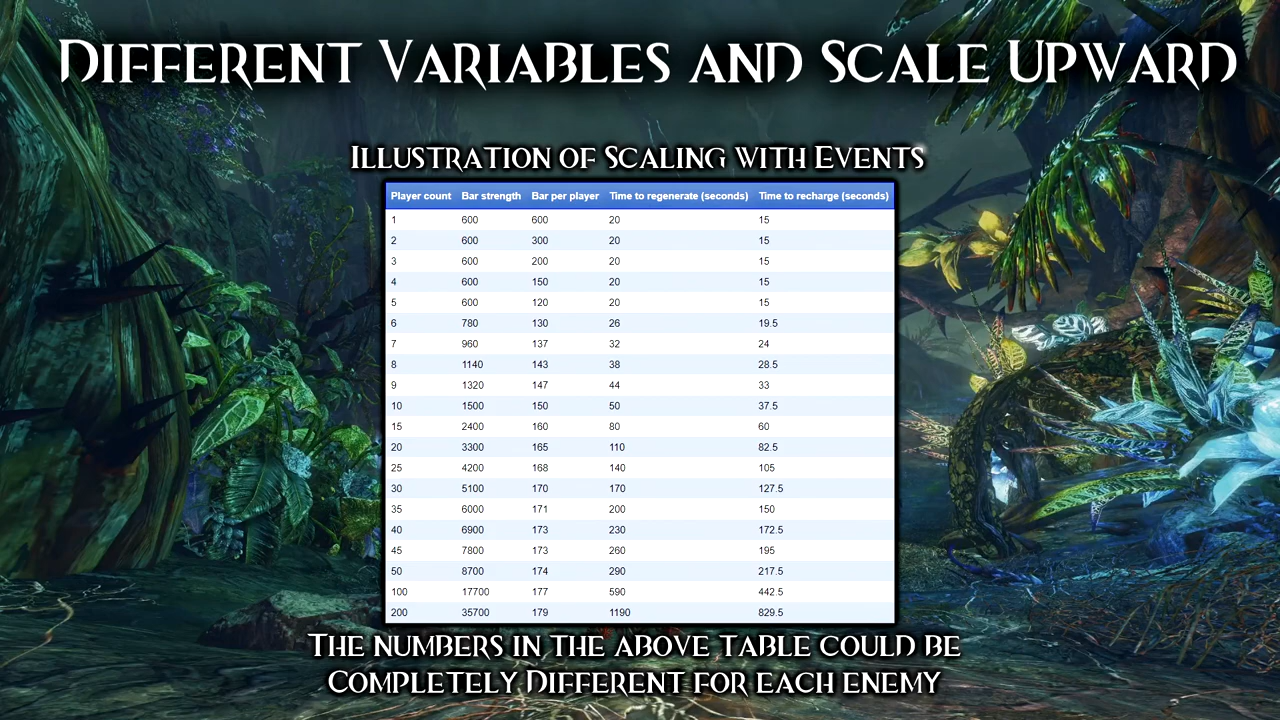 Different Variables and Scale Upward
Illustration of Scaling with Events
Player count Bar strength Bar per player Time to regenerate (seconds) Time to recharge (seconds)
1 600 600 20 15
2 600 300 20 15
3 600 200 20 15
4 600 150 20 15
5 600 120 20 15
6 780 130 26 19.5
7 960 137 32 24
8 1140 143 38 28.5
9 1320 147 44 33
10 1500 150 50 37.5
15 2400 160 80 60
20 3300 165 110 82.5
25 4200 168 140 105
30 5100 170 170 127.5
35 6000 171 200 150
40 6900 173 230 172.5
45 7800 173 260 195
50 8700 174 290 217.5
100 17700 177 590 442.5
200 35700 179 1190 829.5
The numbers in the above table could be
Completely Different for each enemy